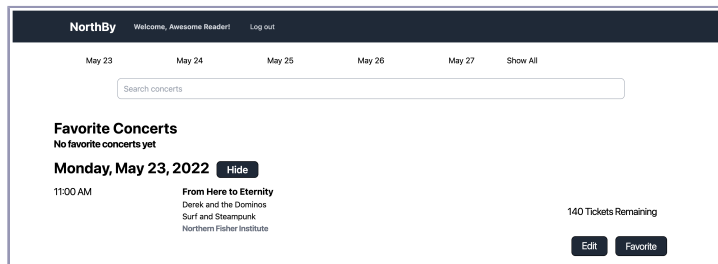 NorthBy Welcome, Awesome Reader! Log out
May 23 May 24 May 25 May 26 May 27 Show All
Search concerts
Favorite Concerts
No favorite concerts yet
Monday, May 23, 2022 Hide
11:00 AM From Here to Eternity
Derek and the Dominos
Surf and Steampunk
Northern Fisher Institute
140 Tickets Remaining
Edit Favorite